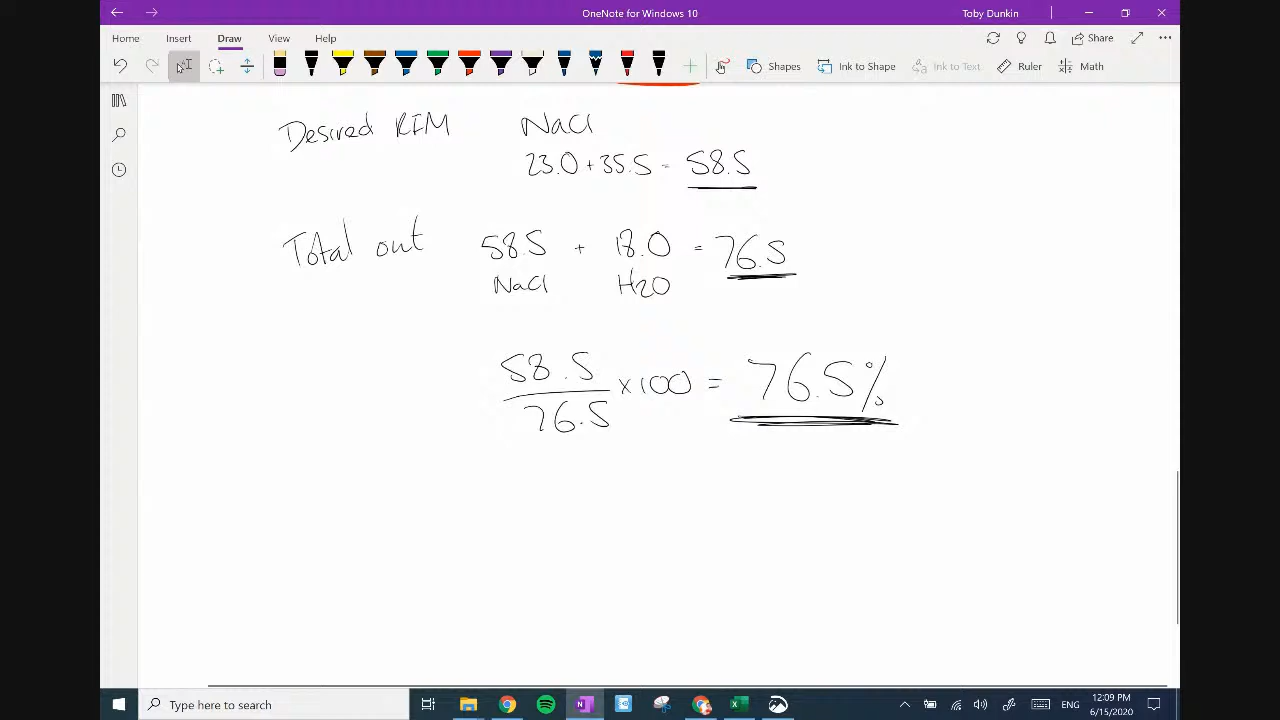 OneNote for Windows 10
Toby Dunkin
Home Insert Draw View Help
Share
Shapes Ink to Shape Ink to Text Ruler Math
Desired RFM NaCl
23.0 + 35.5 = 58.5
Total out 58.5 + 18.0 = 76.5
NaCl H2O
58.5
76.5 ×100 = 76.5%
Type here to search
ENG
12:09 PM
6/15/2020